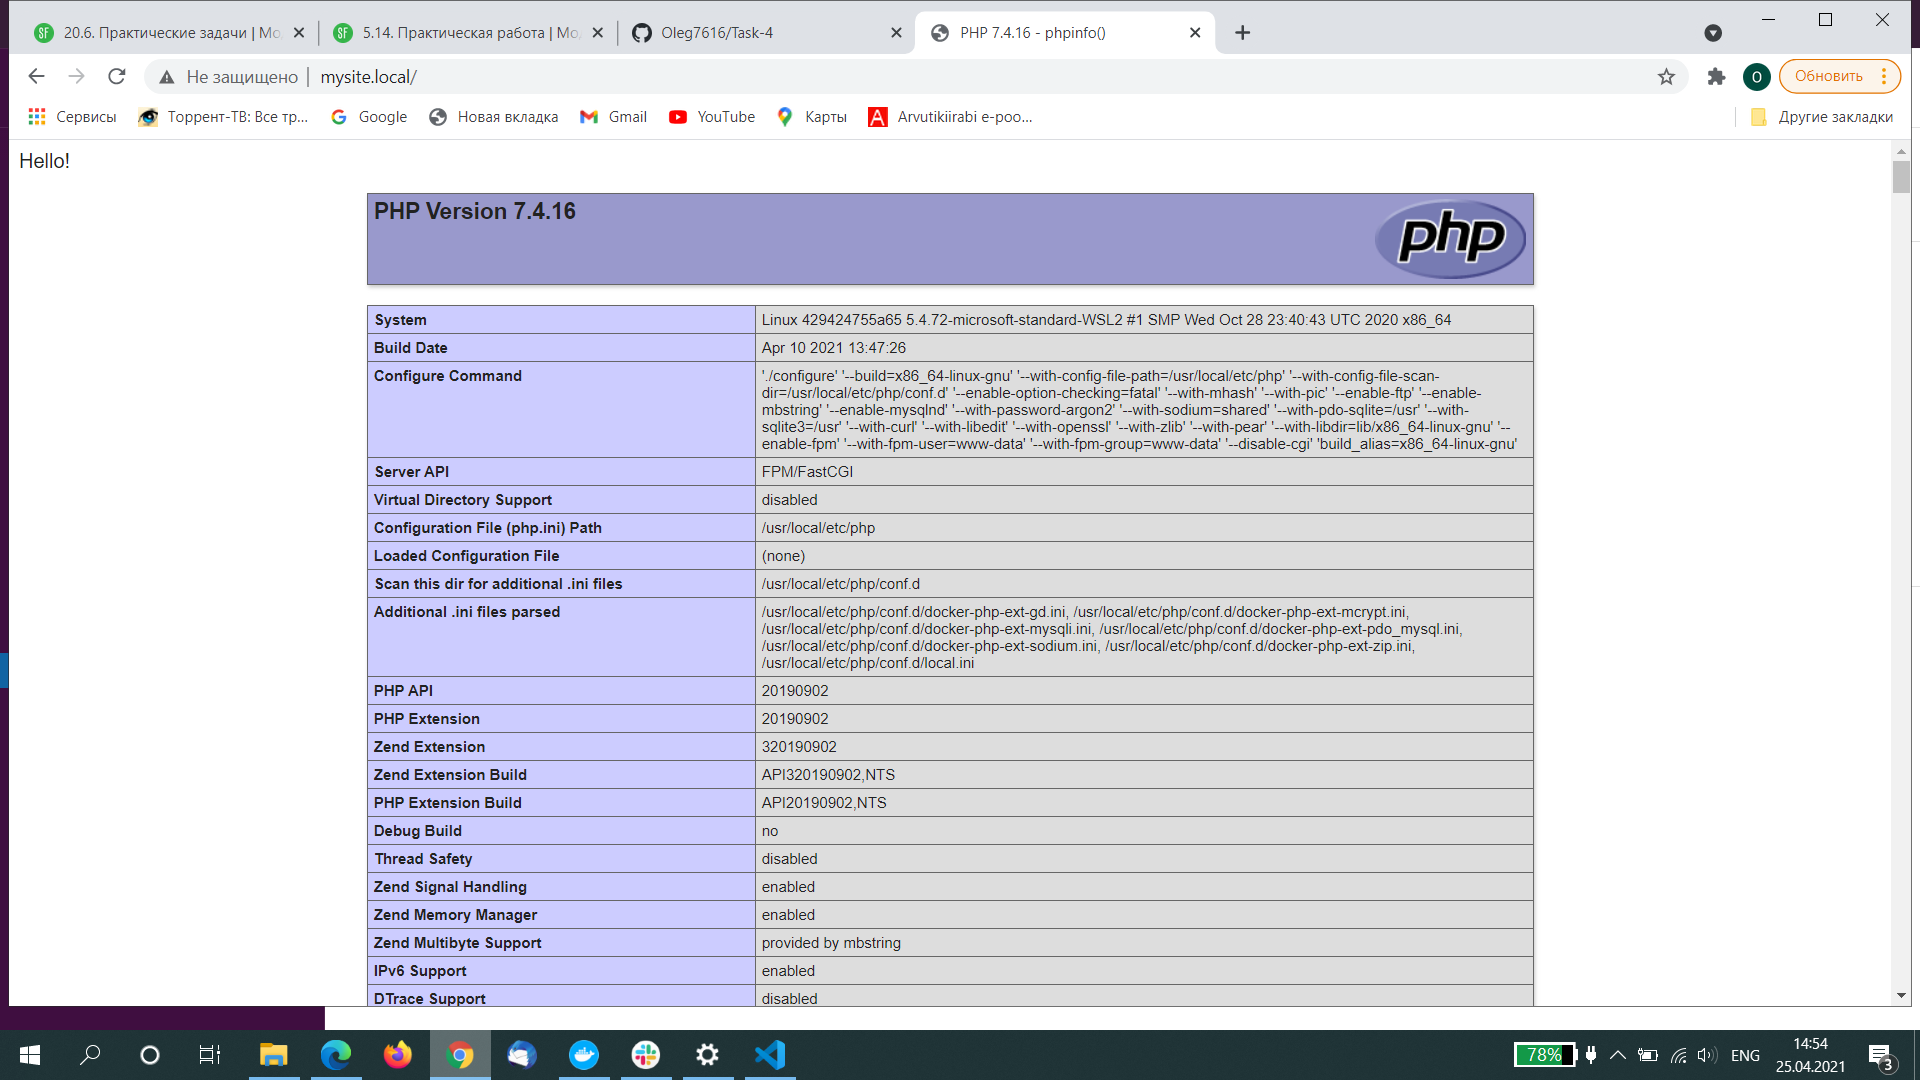 20.6. Практические задачи | Мо
5.14. Практическая работа | Мо
Oleg7616/Task-4
PHP 7.4.16 - phpinfo()
Не защищено
mysite.local/
О
Обновить
Сервисы
Торрент-ТВ: Все тр...
Google
Новая вкладка
Gmail
YouTube
Карты
Arvutikiirabi e-poo...
Другие закладки
Hello!
PHP Version 7.4.16
php
System Linux 429424755a65 5.4.72-microsoft-standard-WSL2 #1 SMP Wed Oct 28 23:40:43 UTC 2020 x86_64
Build Date Apr 10 2021 13:47:26
Configure Command './configure' '--build=x86_64-linux-gnu' '--with-config-file-path=/usr/local/etc/php' '--with-config-file-scan-
dir=/usr/local/etc/php/conf.d' '--enable-option-checking=fatal' '--with-mhash' '--with-pic' '--enable-ftp' '--enable-
mbstring' '--enable-mysqlnd' '--with-password-argon2' '--with-sodium=shared' '--with-pdo-sqlite=/usr' '--with-
sqlite3=/usr' '--with-curl' '--with-libedit' '--with-openssl' '--with-zlib' '--with-pear' '--with-libdir=lib/x86_64-linux-gnu' '--
enable-fpm' '--with-fpm-user=www-data' '--with-fpm-group=www-data' '--disable-cgi' 'build_alias=x86_64-linux-gnu'
Server API FPM/FastCGI
Virtual Directory Support disabled
Configuration File (php.ini) Path /usr/local/etc/php
Loaded Configuration File (none)
Scan this dir for additional .ini files /usr/local/etc/php/conf.d
Additional .ini files parsed /usr/local/etc/php/conf.d/docker-php-ext-gd.ini, /usr/local/etc/php/conf.d/docker-php-ext-mcrypt.ini,
/usr/local/etc/php/conf.d/docker-php-ext-mysqli.ini, /usr/local/etc/php/conf.d/docker-php-ext-pdo_mysql.ini,
/usr/local/etc/php/conf.d/docker-php-ext-sodium.ini, /usr/local/etc/php/conf.d/docker-php-ext-zip.ini,
/usr/local/etc/php/conf.d/local.ini
PHP API 20190902
PHP Extension 20190902
Zend Extension 320190902
Zend Extension Build API320190902,NTS
PHP Extension Build API20190902,NTS
Debug Build no
Thread Safety disabled
Zend Signal Handling enabled
Zend Memory Manager enabled
Zend Multibyte Support provided by mbstring
IPv6 Support enabled
DTrace Support disabled
78%
ENG
14:54
25.04.2021
3